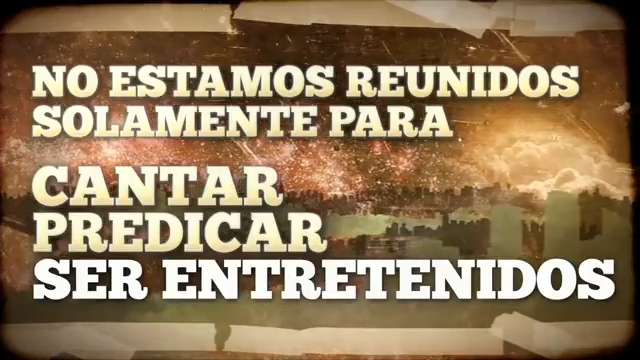 NO ESTAMOS REUNIDOS
SOLAMENTE PARA
CANTAR
PREDICAR
SER ENTRETENIDOS